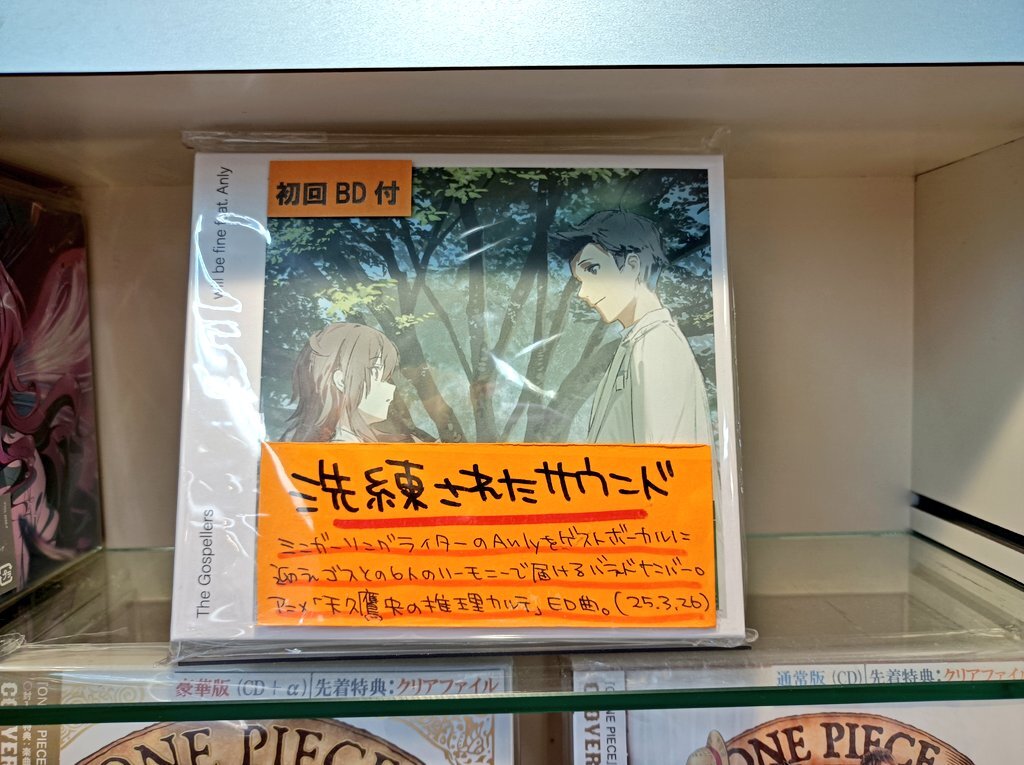 初回BD付
will be fine feat. Anly
The Gospellers
洗練されたサウンド
シンガーソングライターのAnlyをゲストボーカルに
迎えゴスとの6人のハーモニーで届けるバラードナンバー。
アニメ「天久鷹央の推理カルテ」ED曲。(25.3.26)
豪華版(CD+α) 先着特典:クリアファイル
通常版(CD) 先着特典:クリアファイル
ONE PIECE
ONE PIECE